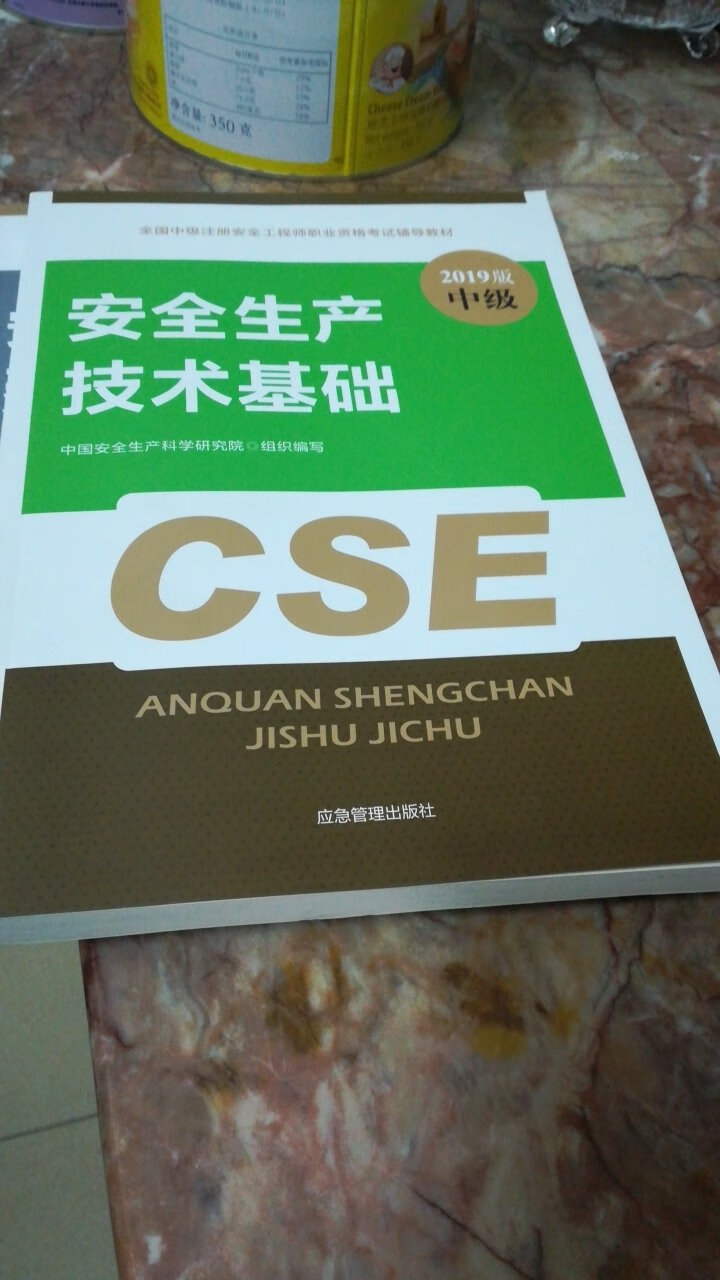 净含量: 350 克
全国中级注册安全工程师职业资格考试辅导教材
2019版
中级
安全生产
技术基础
中国安全生产科学研究院 组织编写
CSE
ANQUAN SHENGCHAN
JISHU JICHU
应急管理出版社